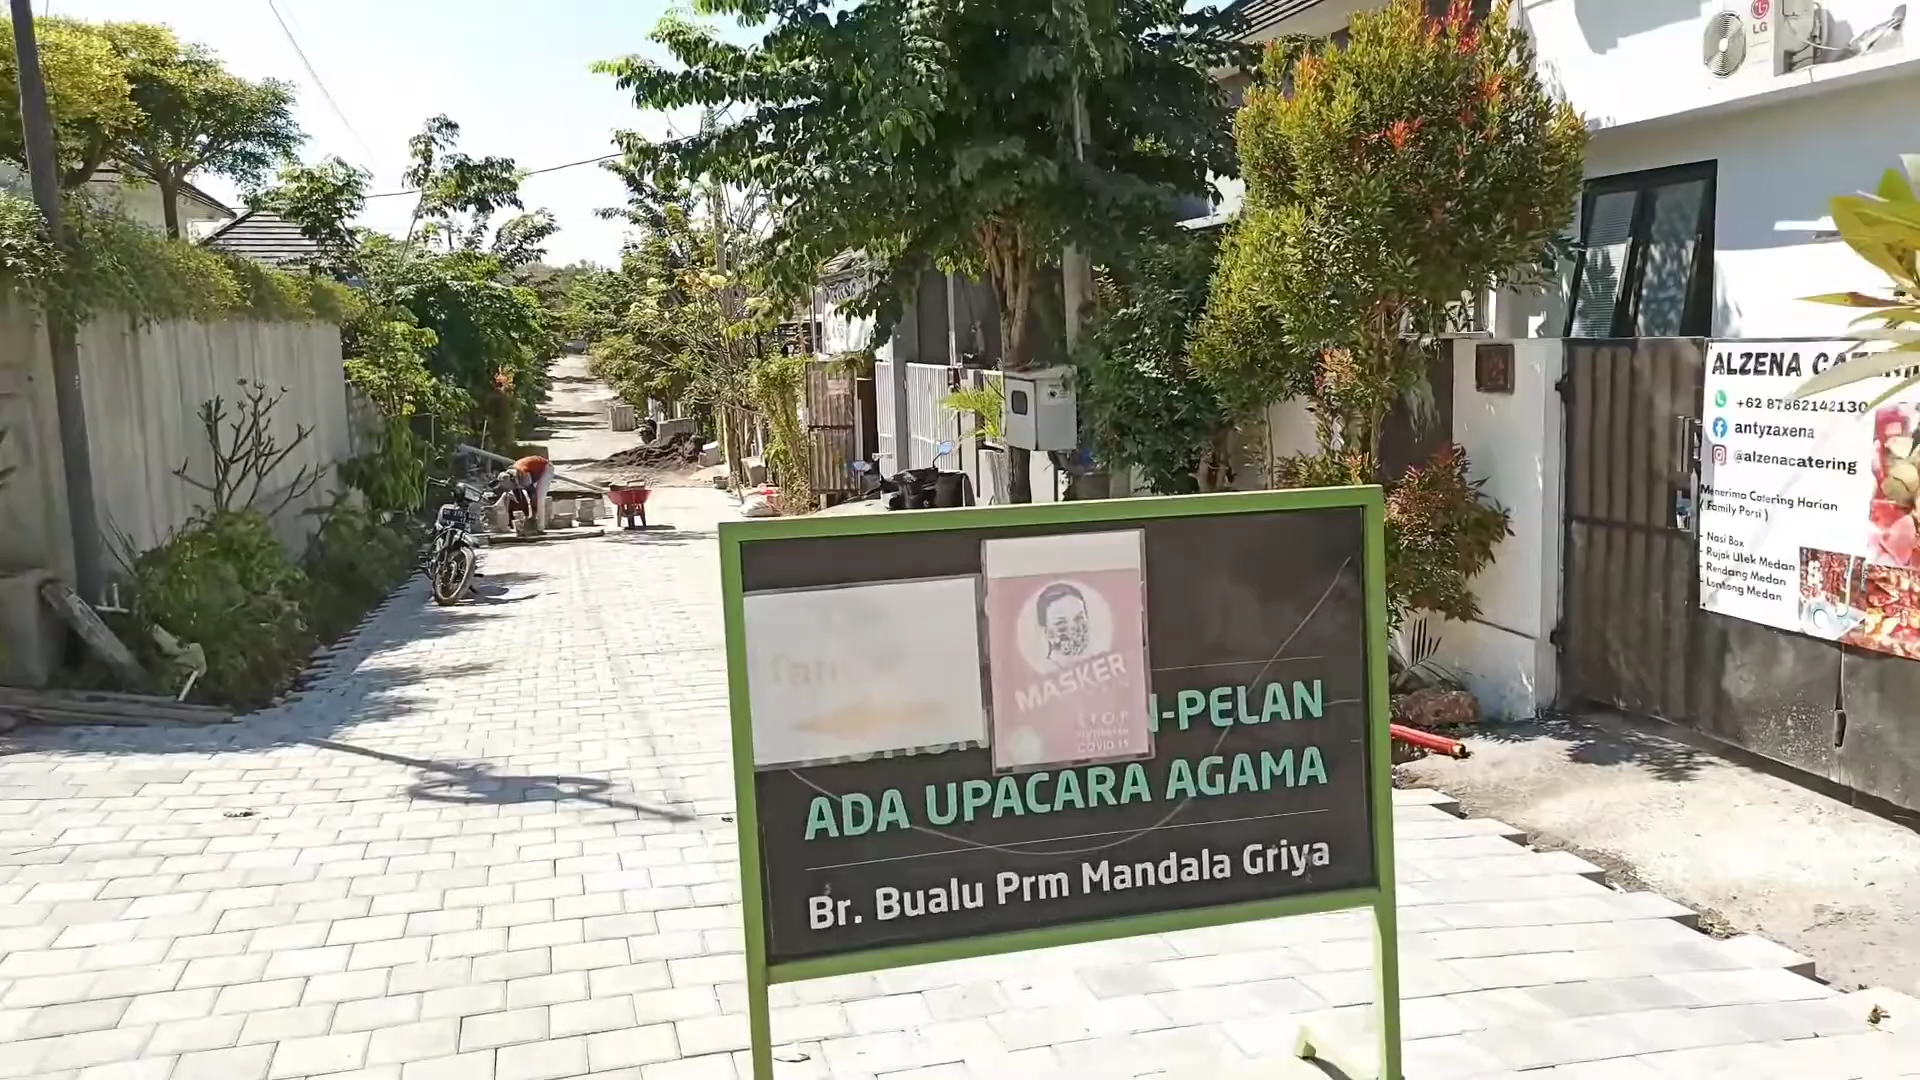 MASKER
STOP
COVID-19
N-PELAN
ADA UPACARA AGAMA
Br. Bualu Prm Mandala Griya
LG
ALZENA
+62 87862142130
antyzaxena
@alzenacatering
Menerima Catering Harian
(Family Porsi)
- Nasi Box
- Rujak Ulek Medan
- Rendang Medan
- Lontong Medan